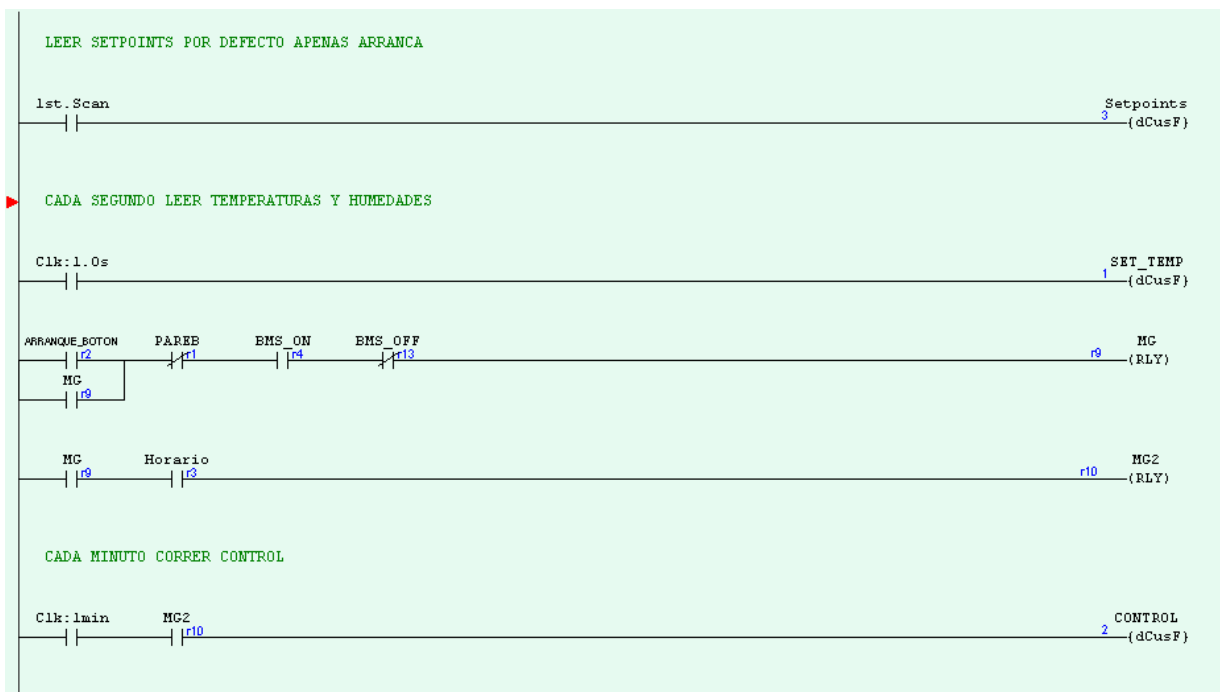 LEER SETPOINTS POR DEFECTO APENAS ARRANCA
1st.Scan Setpoints
3 (dCusF)
CADA SEGUNDO LEER TEMPERATURAS Y HUMEDADES
Clk:1.0s SET_TEMP
1 (dCusF)
ARRANQUE_BOTON PAREB BMS_ON BMS_OFF MG
r2 r1 r4 r13 r9 (RLY)
MG
r9
MG Horario MG2
r9 r3 r10 (RLY)
CADA MINUTO CORRER CONTROL
Clk:1min MG2 CONTROL
r10 2 (dCusF)